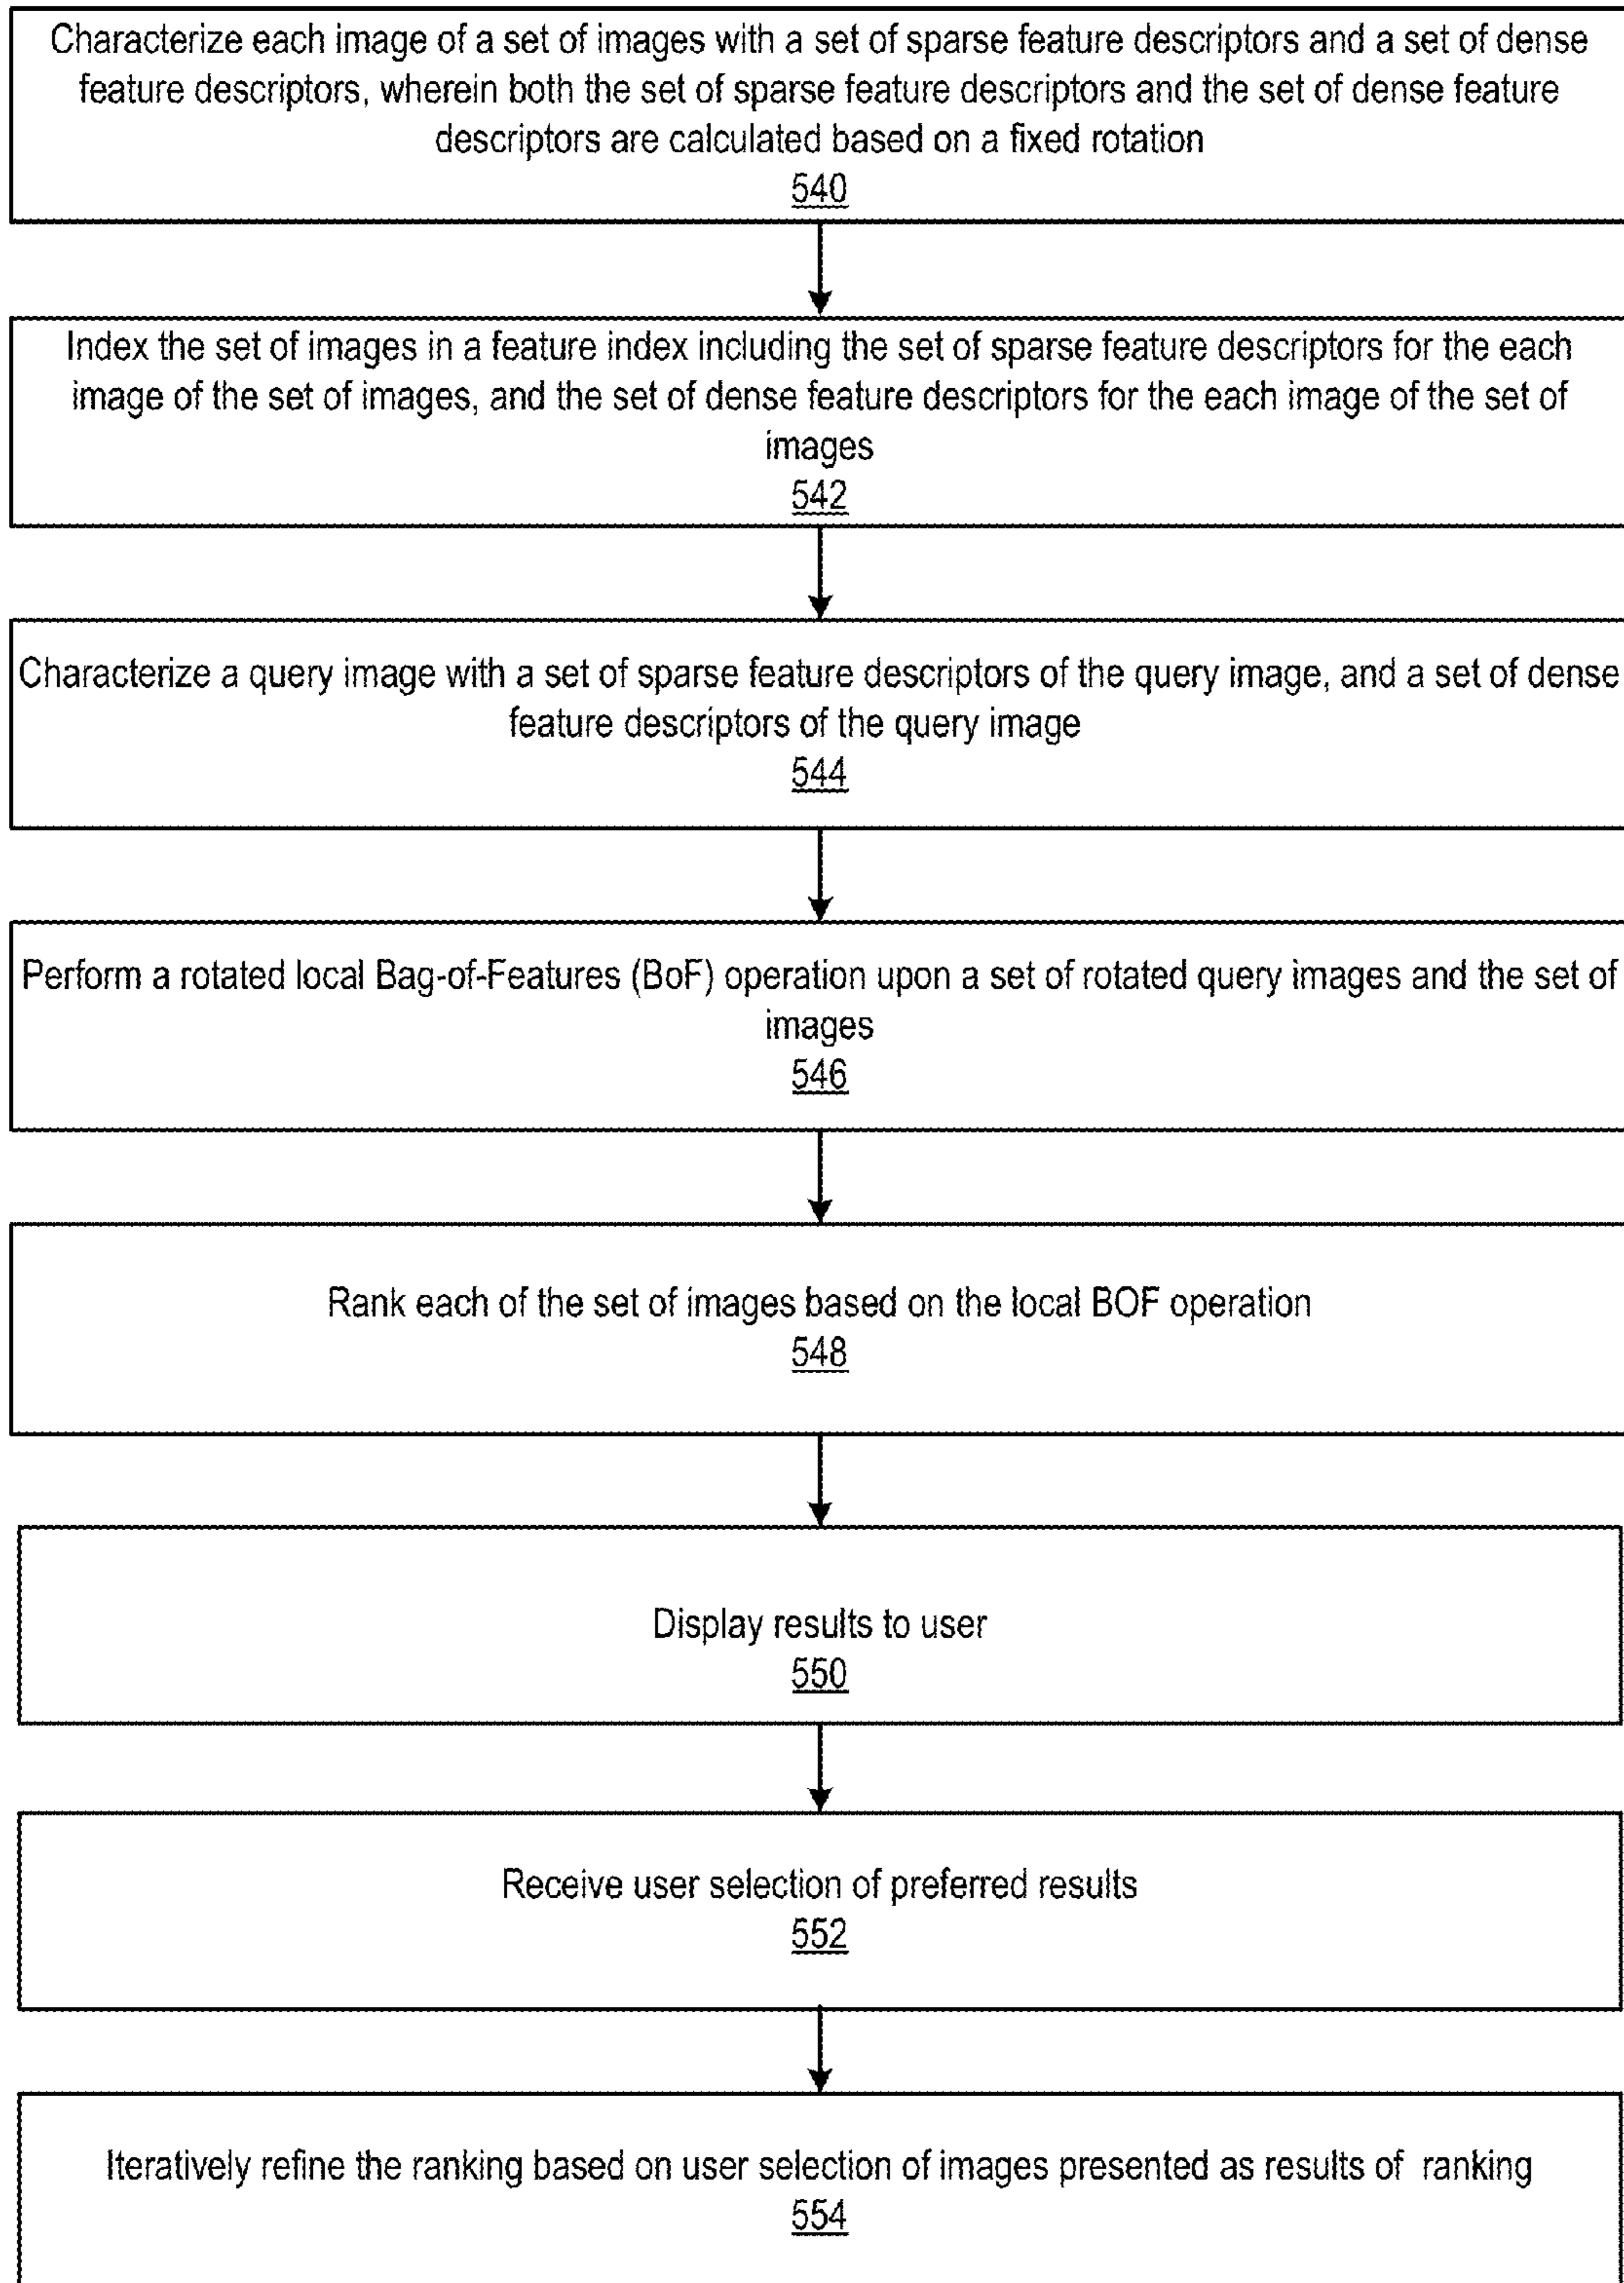 Characterize each image of a set of images with a set of sparse feature descriptors and a set of dense
feature descriptors, wherein both the set of sparse feature descriptors and the set of dense feature
descriptors are calculated based on a fixed rotation
540
Index the set of images in a feature index including the set of sparse feature descriptors for the each
image of the set of images, and the set of dense feature descriptors for the each image of the set of
images
542
Characterize a query image with a set of sparse feature descriptors of the query image, and a set of dense
feature descriptors of the query image
544
Perform a rotated local Bag-of-Features (BoF) operation upon a set of rotated query images and the set of
images
546
Rank each of the set of images based on the local BOF operation
548
Display results to user
550
Receive user selection of preferred results
552
Iteratively refine the ranking based on user selection of images presented as results of ranking
554